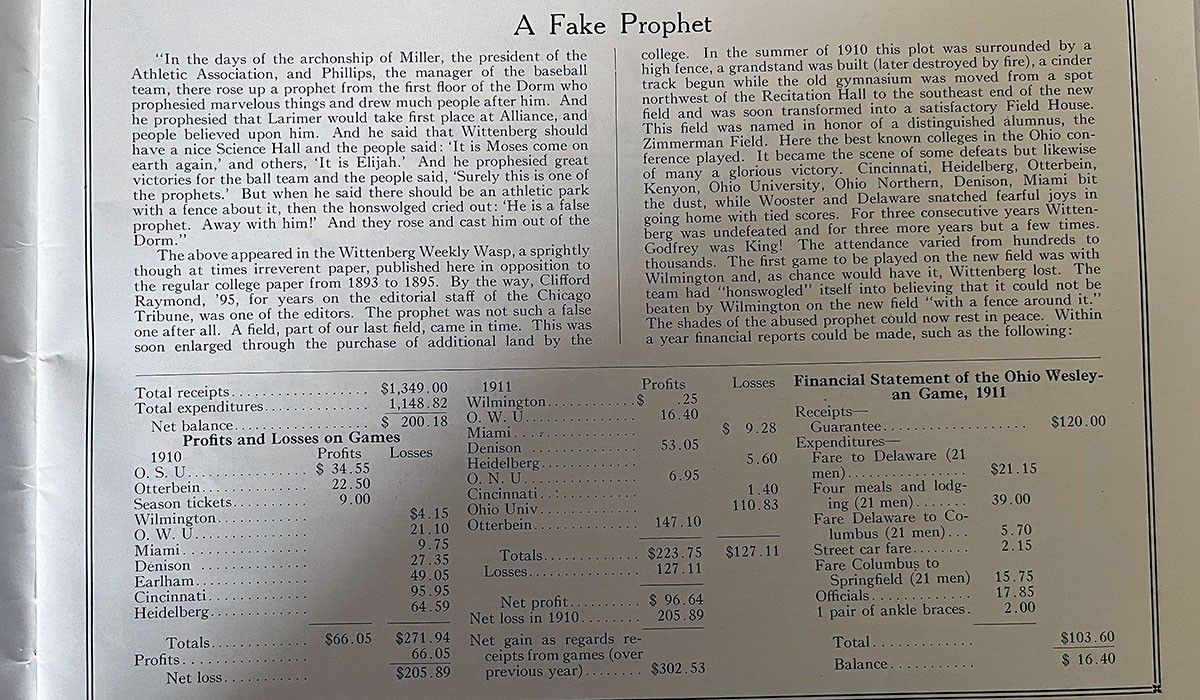 A Fake Prophet
"In the days of the archonship of Miller, the president of the
Athletic Association, and Phillips, the manager of the baseball
team, there rose up a prophet from the first floor of the Dorm who
prophesied marvelous things and drew much people after him. And
he prophesied that Larimer would take first place at Alliance, and
people believed upon him. And he said that Wittenberg should
have a nice Science Hall and the people said: 'It is Moses come on
earth again,' and others, 'It is Elijah.' And he prophesied great
victories for the ball team and the people said, 'Surely this is one of
the prophets.' But when he said there should be an athletic park
with a fence about it, then the honswolged cried out: 'He is a false
prophet. Away with him!' And they rose and cast him out of the
Dorm."
The above appeared in the Wittenberg Weekly Wasp, a sprightly
though at times irreverent paper, published here in opposition to
the regular college paper from 1893 to 1895. By the way, Clifford
Raymond, '95, for years on the editorial staff of the Chicago
Tribune, was one of the editors. The prophet was not such a false
one after all. A field, part of our last field, came in time. This was
soon enlarged through the purchase of additional land by the
college. In the summer of 1910 this plot was surrounded by a
high fence, a grandstand was built (later destroyed by fire), a cinder
track begun while the old gymnasium was moved from a spot
northwest of the Recitation Hall to the southeast end of the new
field and was soon transformed into a satisfactory Field House.
This field was named in honor of a distinguished alumnus, the
Zimmerman Field. Here the best known colleges in the Ohio con-
ference played. It became the scene of some defeats but likewise
of many a glorious victory. Cincinnati, Heidelberg, Otterbein,
Kenyon, Ohio University, Ohio Northern, Denison, Miami bit
the dust, while Wooster and Delaware snatched fearful joys in
going home with tied scores. For three consecutive years Witten-
berg was undefeated and for three more years but a few times.
Godfrey was King! The attendance varied from hundreds to
thousands. The first game to be played on the new field was with
Wilmington and, as chance would have it, Wittenberg lost. The
team had "honswogled" itself into believing that it could not be
beaten by Wilmington on the new field "with a fence around it."
The shades of the abused prophet could now rest in peace. Within
a year financial reports could be made, such as the following:
Total receipts.................. $1,349.00
Total expenditures.............. 1,148.82
Net balance.................. $ 200.18
Profits and Losses on Games
1910 Profits Losses
O. S. U............... $ 34.55
Otterbein............. 22.50
Season tickets......... 9.00
Wilmington............ $4.15
O. W. U............... 21.10
Miami................. 9.75
Denison............... 27.35
Earlham............... 49.05
Cincinnati............. 95.95
Heidelberg............ 64.59
Totals.............. $66.05 $271.94
Profits................. 66.05
Net loss........... $205.89
1911 Profits Losses
Wilmington............$ .25
O. W. U............... 16.40
Miami................. $ 9.28
Denison............... 53.05
Heidelberg............ 5.60
O. N. U............... 6.95
Cincinnati............. 1.40
Ohio Univ............. 110.83
Otterbein.............. 147.10
Totals............. $223.75 $127.11
Losses............... 127.11
Net profit.......... $ 96.64
Net loss in 1910........ 205.89
Net gain as regards re-
ceipts from games (over
previous year)........ $302.53
Financial Statement of the Ohio Wesley-
an Game, 1911
Receipts—
Guarantee.................. $120.00
Expenditures—
Fare to Delaware (21
men)............... $21.15
Four meals and lodg-
ing (21 men)....... 39.00
Fare Delaware to Co-
lumbus (21 men)... 5.70
Street car fare........ 2.15
Fare Columbus to
Springfield (21 men) 15.75
Officials............. 17.85
1 pair of ankle braces. 2.00
Total............. $103.60
Balance........... $ 16.40